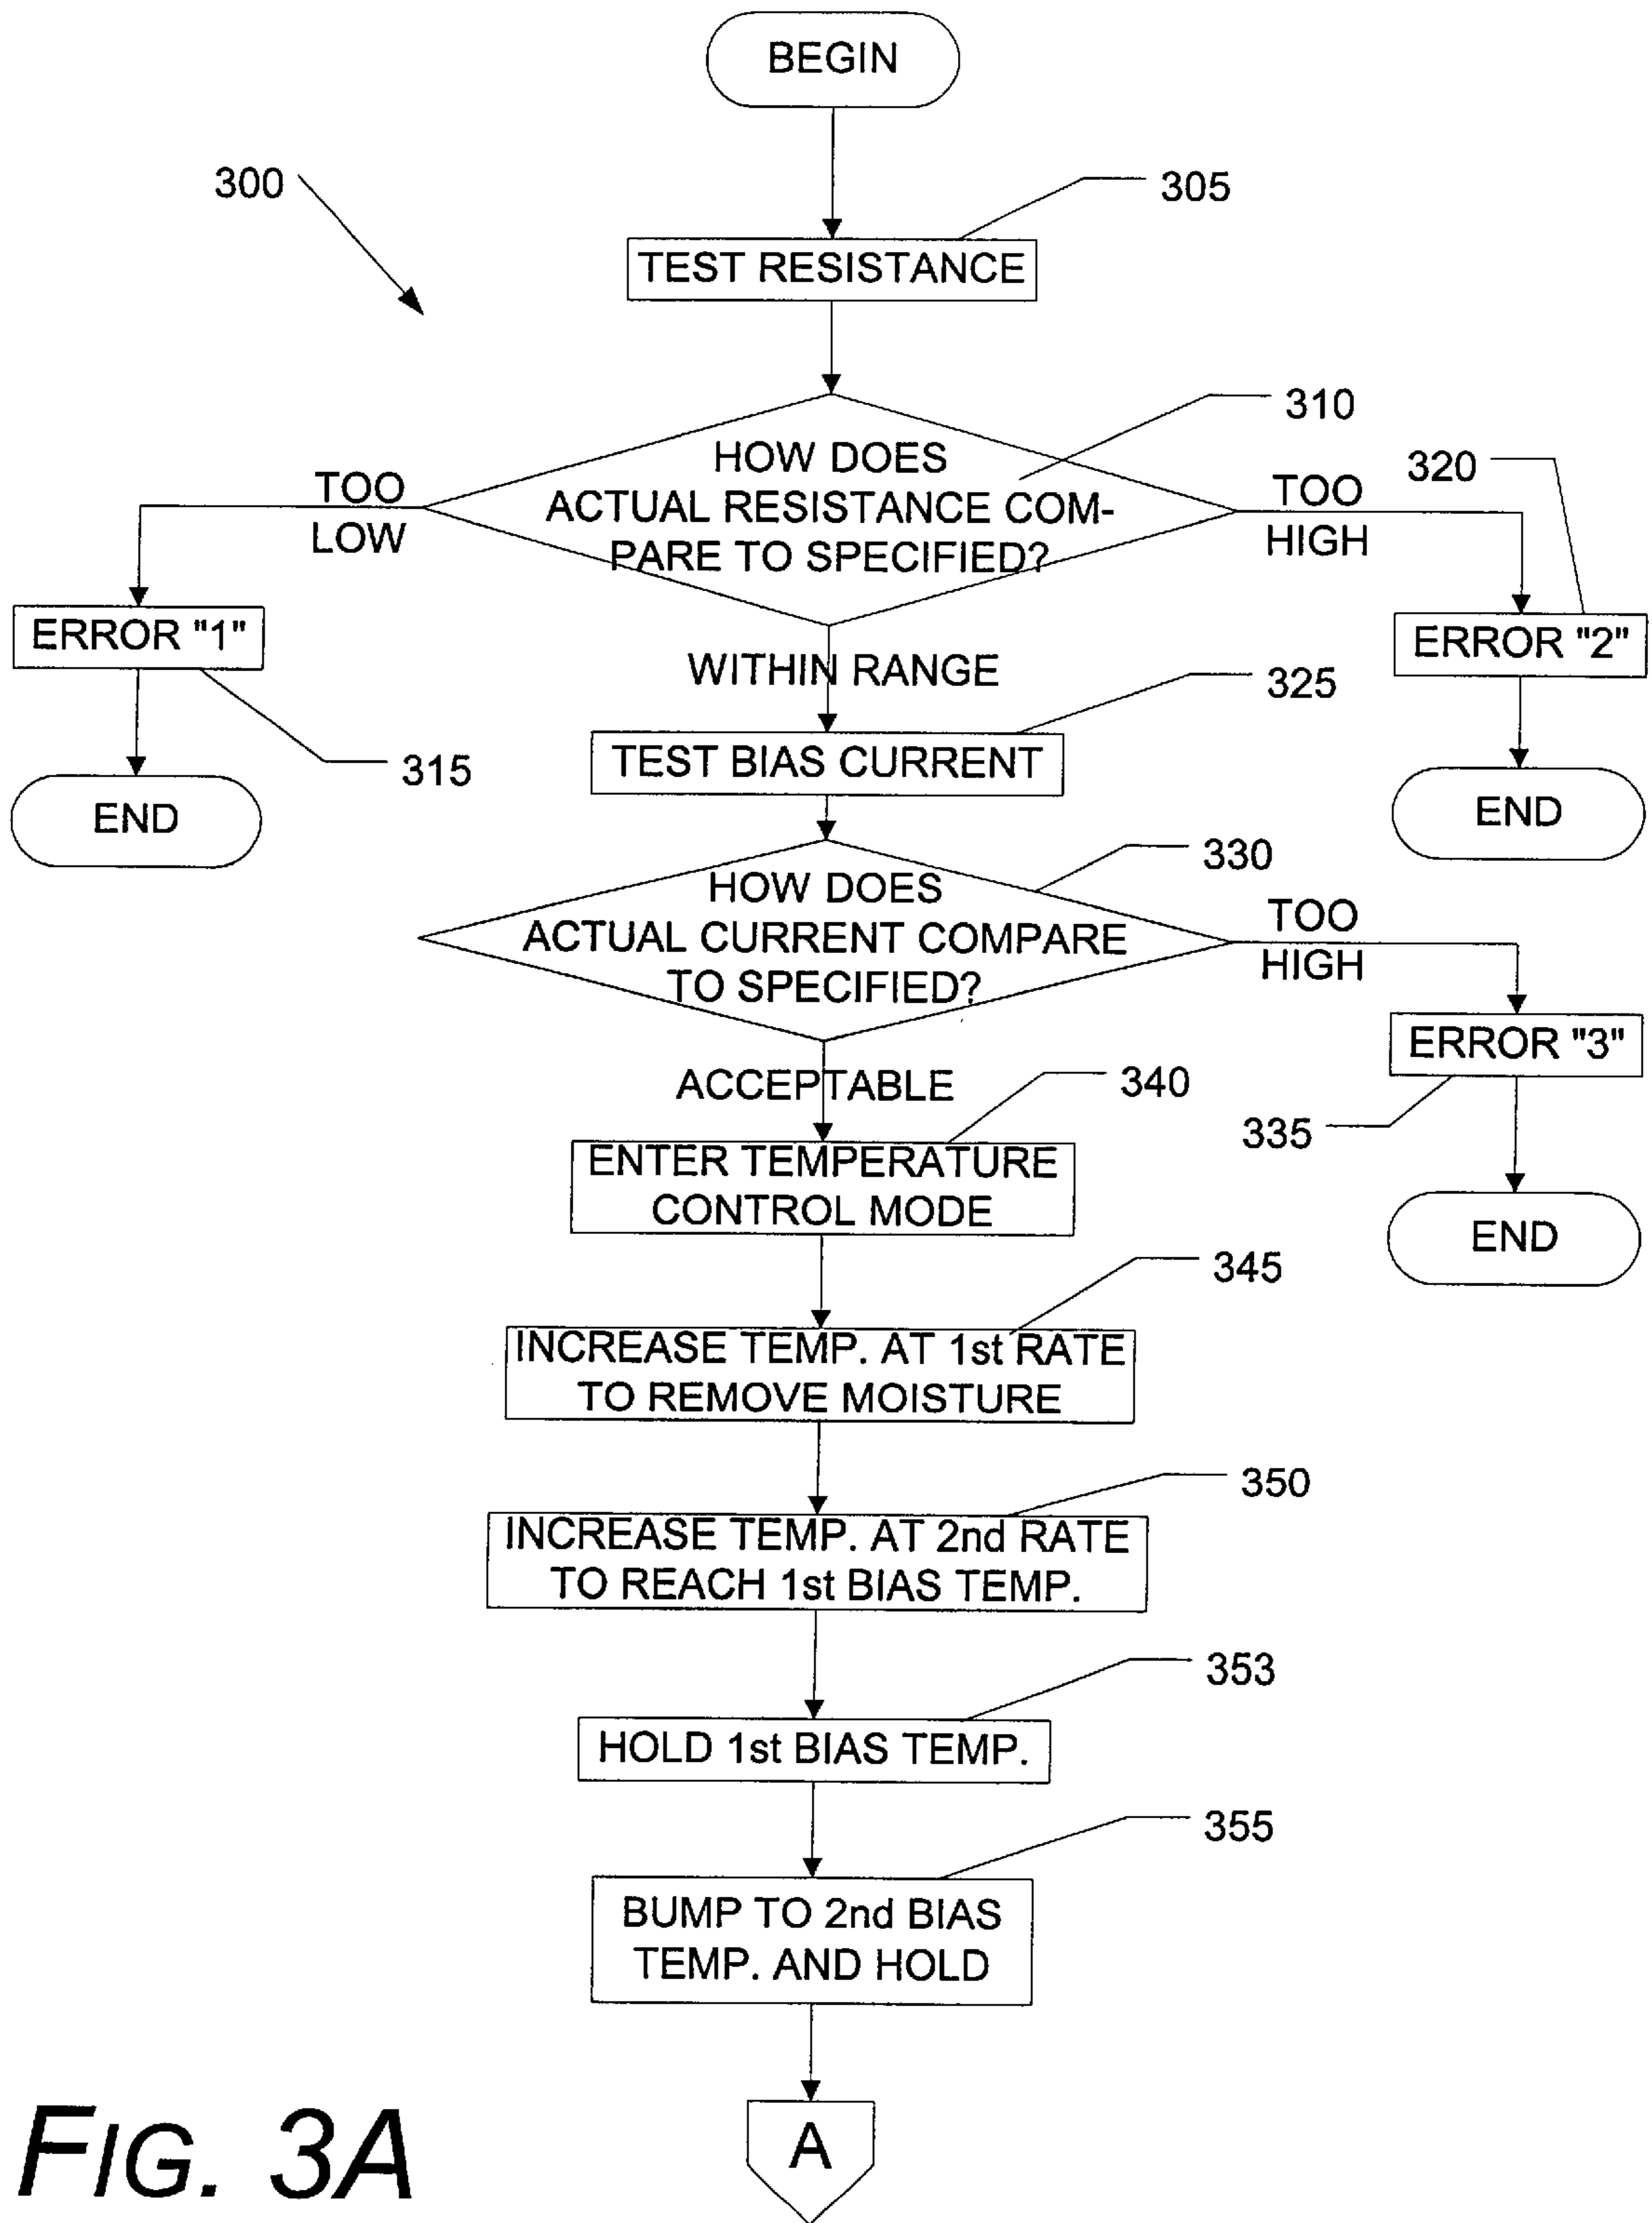 BEGIN
300
305
TEST RESISTANCE
310
HOW DOES
ACTUAL RESISTANCE COM-
PARE TO SPECIFIED?
TOO
LOW
TOO
HIGH
320
ERROR "1"
ERROR "2"
WITHIN RANGE
325
315
TEST BIAS CURRENT
END
END
330
HOW DOES
ACTUAL CURRENT COMPARE
TO SPECIFIED?
TOO
HIGH
ERROR "3"
335
ACCEPTABLE
340
ENTER TEMPERATURE
CONTROL MODE
END
345
INCREASE TEMP. AT 1st RATE
TO REMOVE MOISTURE
350
INCREASE TEMP. AT 2nd RATE
TO REACH 1st BIAS TEMP.
353
HOLD 1st BIAS TEMP.
355
BUMP TO 2nd BIAS
TEMP. AND HOLD
A
FIG. 3A